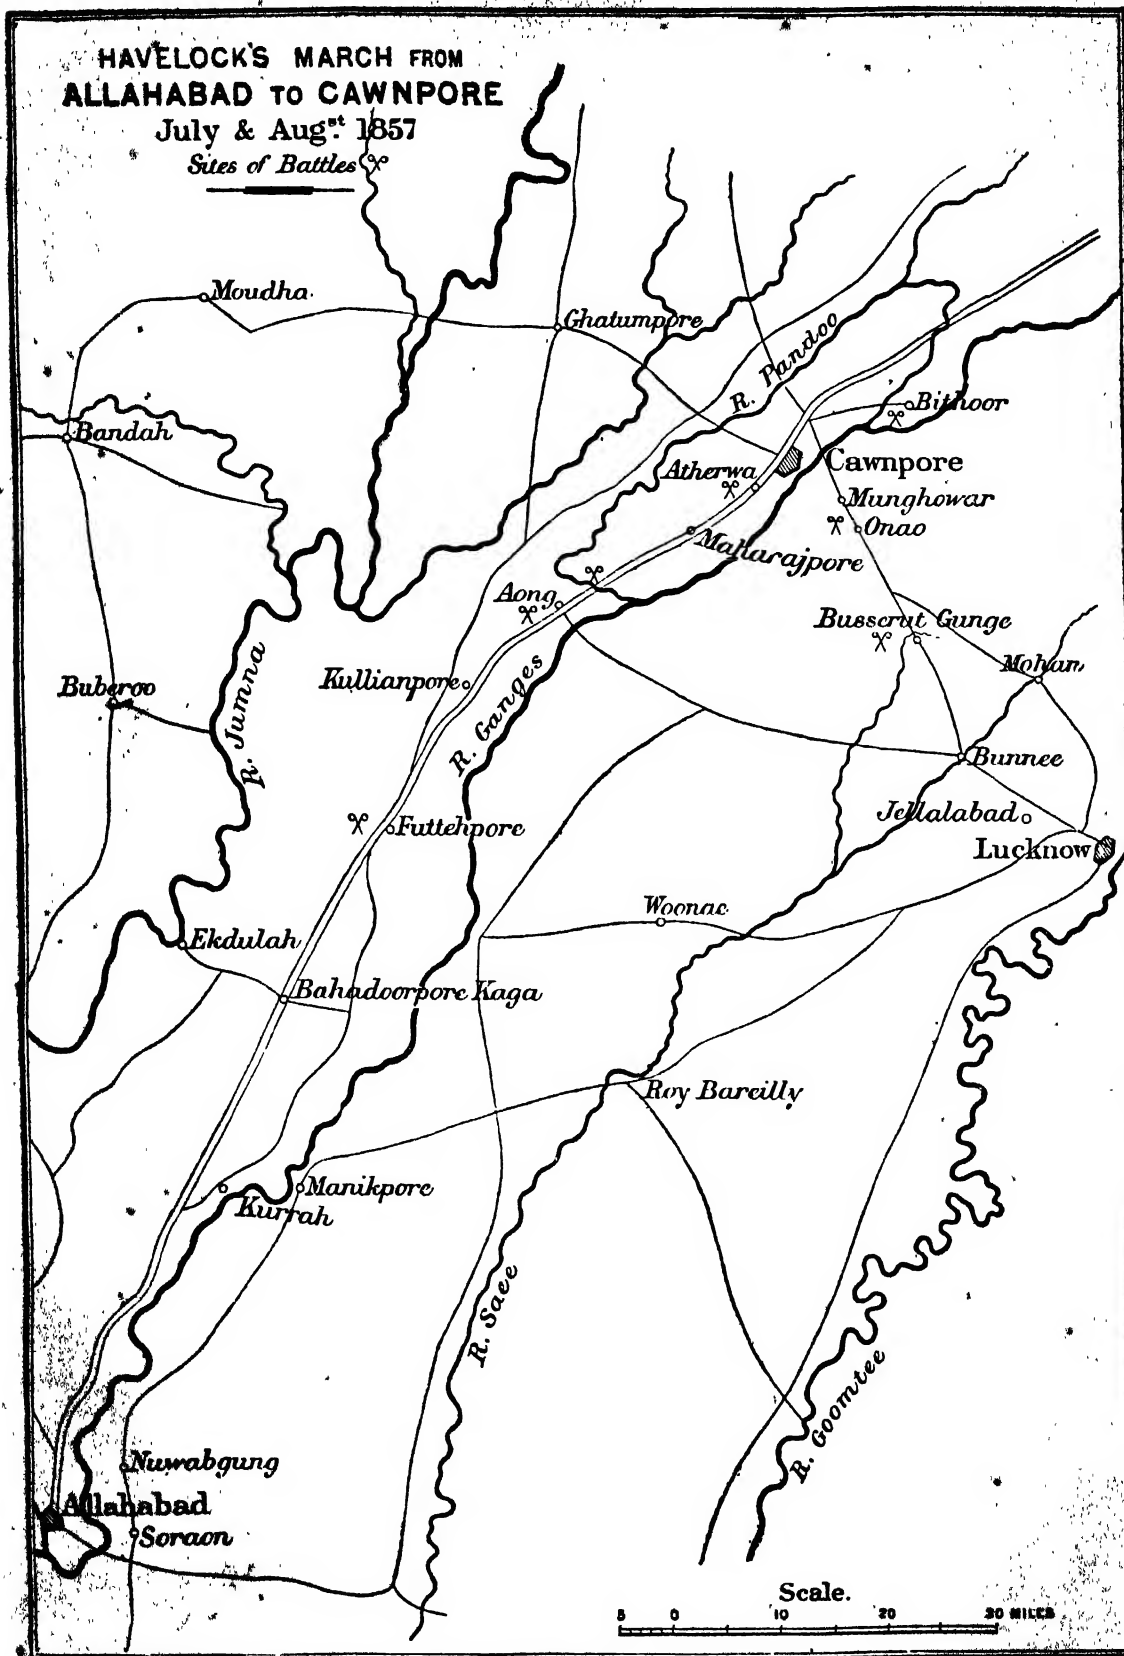 HAVELOCK'S MARCH FROM
ALLAHABAD TO CAWNPORE
July & Augst. 1857
Sites of Battles
Moudha.
Ghatumpore
R. Pandoo
Bithoor
Bandah
Atherwa
Cawnpore
Munghowar
Onao
Maharajpore
Aong
Busserut Gunge
Mohan
Buberoo
R. Jumna
Kullianpore
R. Ganges
Bunnee
Jellalabad
Futtehpore
Lucknow
Woonae
Ekdulah
Bahadoorpore Kaga
Roy Bareilly
Manikpore
Kurrah
R. Saee
R. Goomtee
Nuwabgung
Allahabad
Soraon
Scale.
5 0 10 20 30 MILES